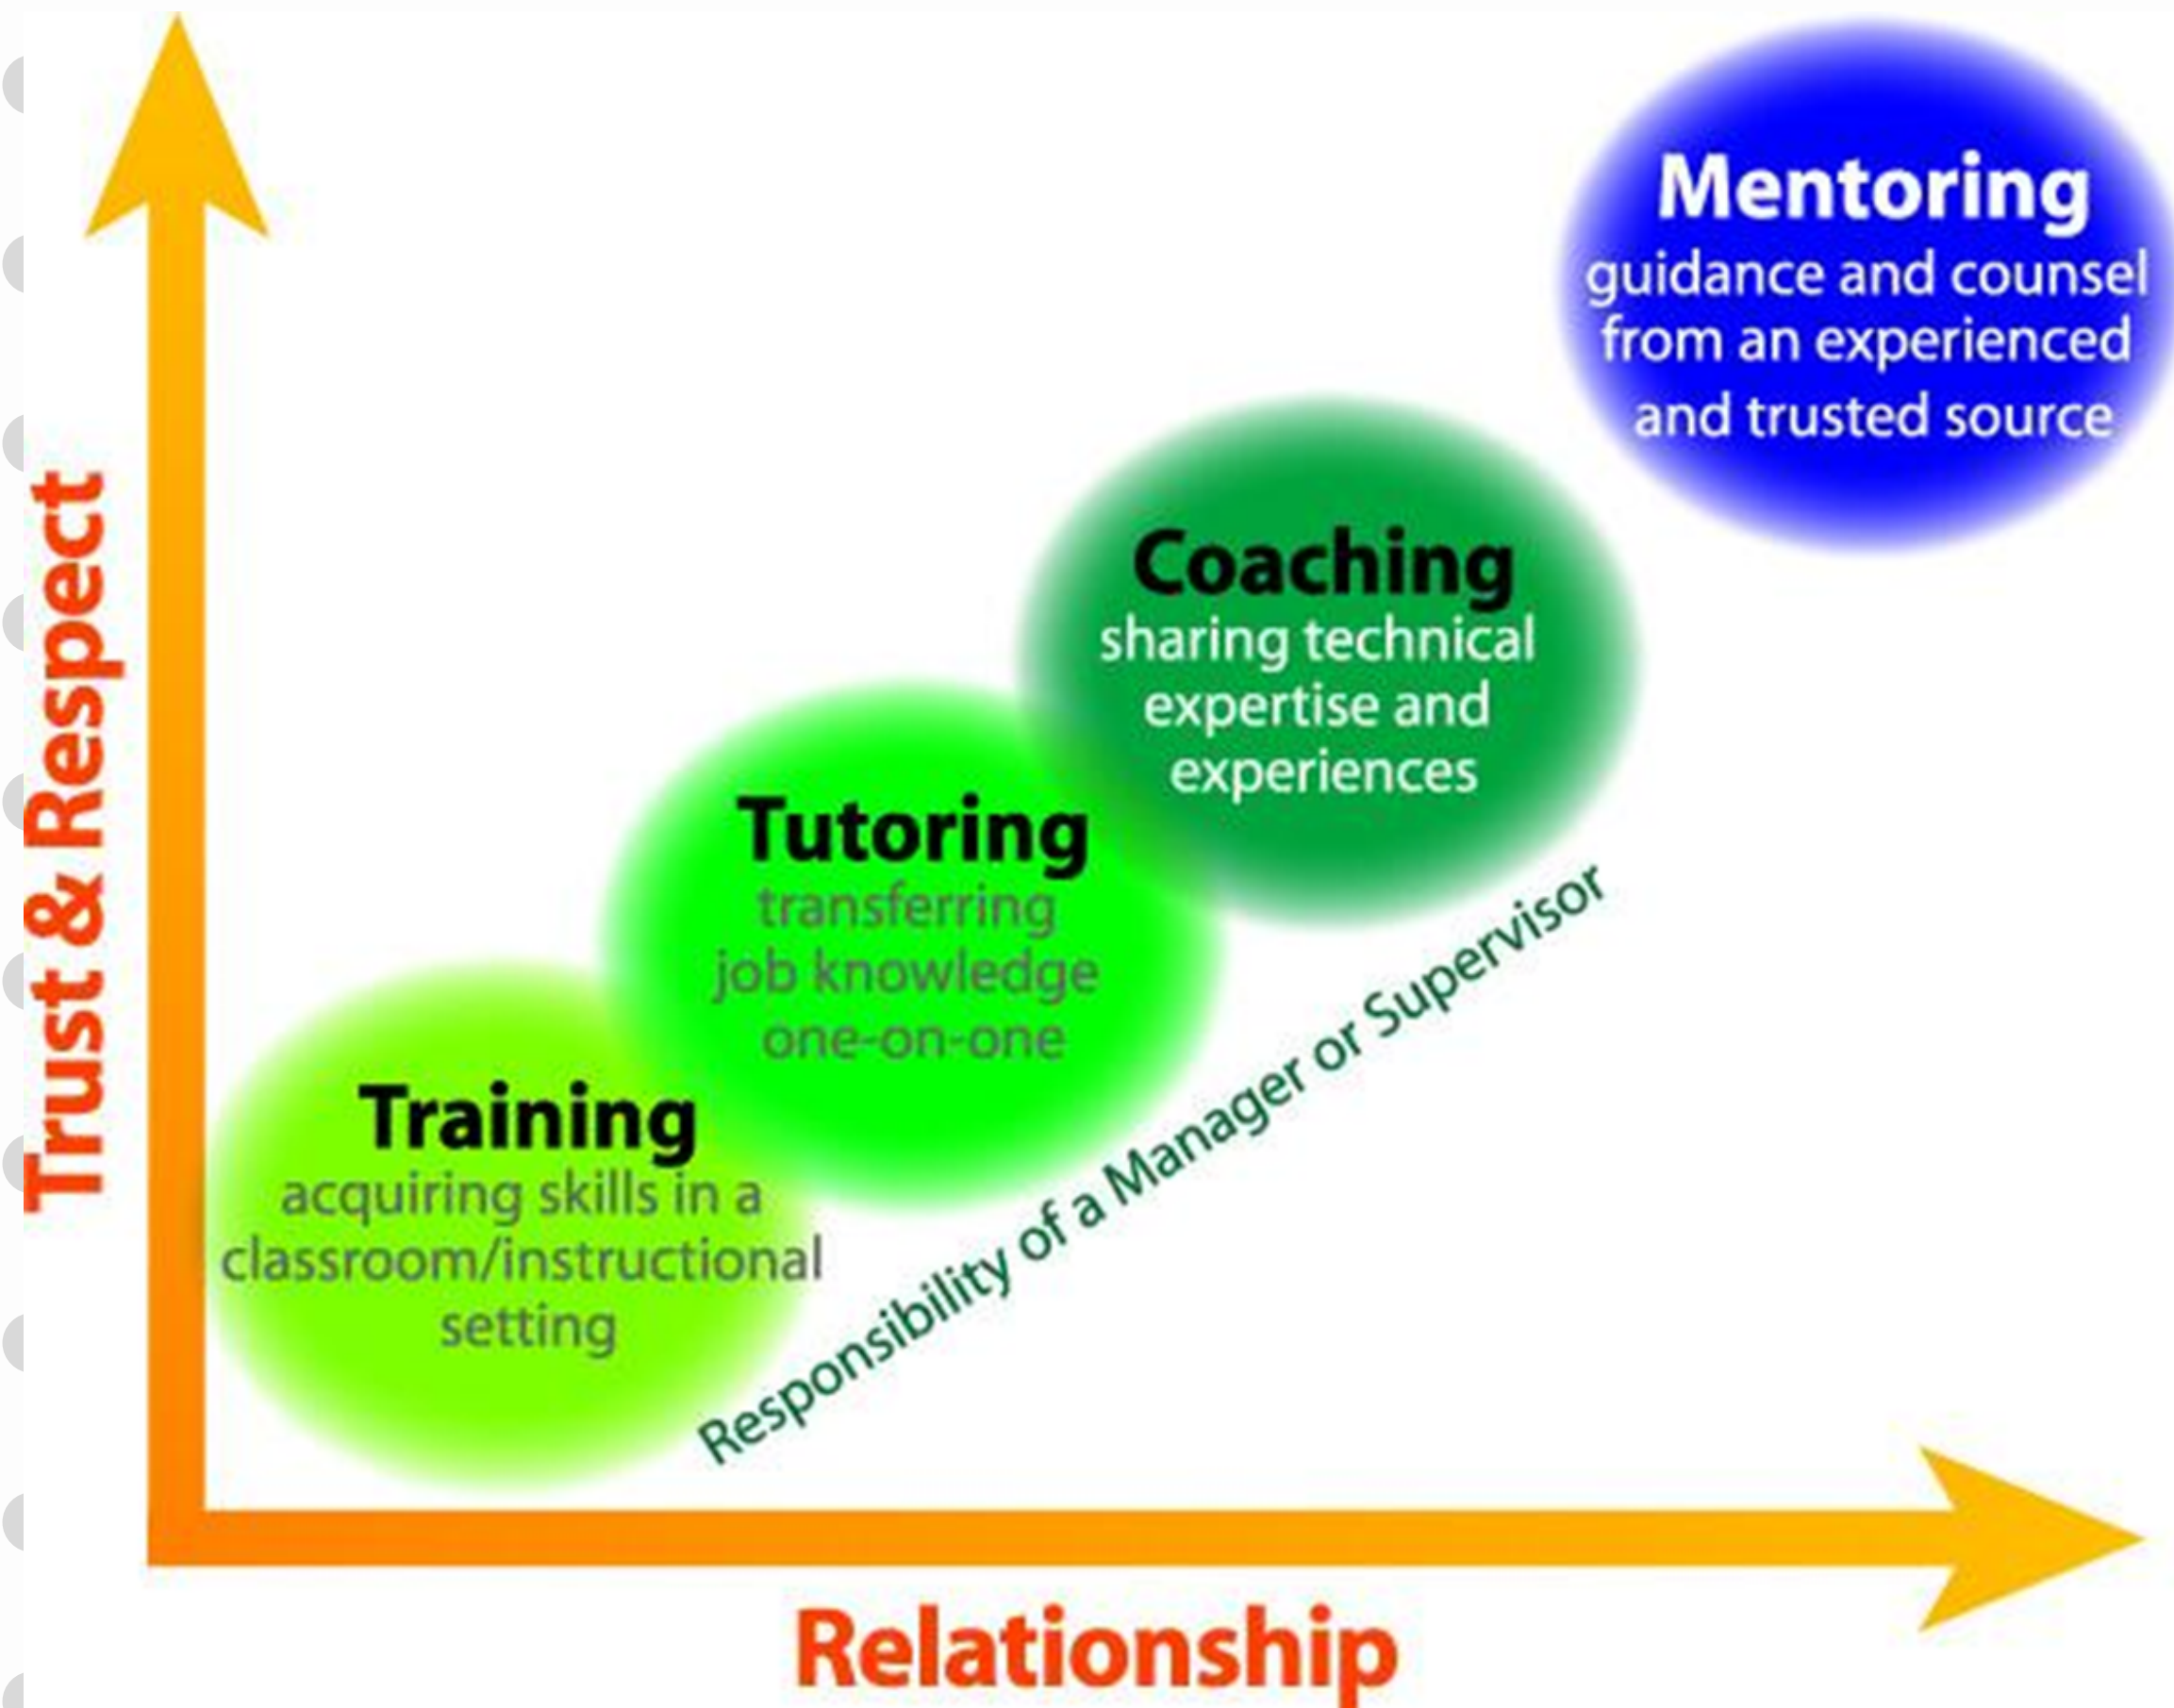 Mentoring
guidance and counsel
from an experienced
and trusted source
Coaching
sharing technical
expertise and
experiences
Tutoring
transferring
job knowledge
one-on-one
Training
acquiring skills in a
classroom/instructional
setting
Responsibility of a Manager or Supervisor
Trust & Respect
Relationship